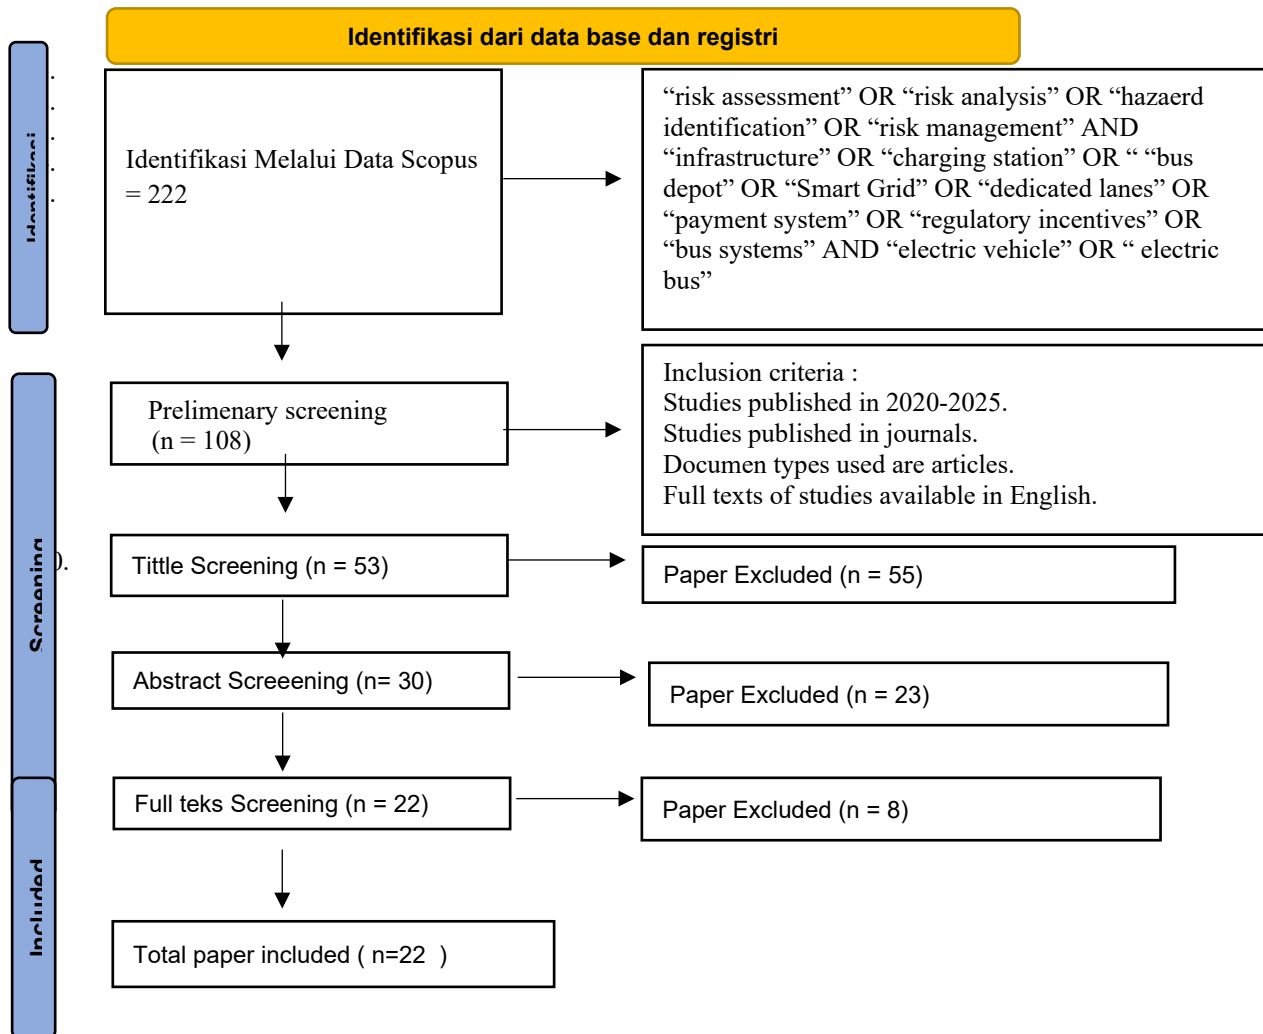 Identifikasi dari data base dan registri
Identifikasi
Identifikasi Melalui Data Scopus
= 222
“risk assessment” OR “risk analysis” OR “hazaerd
identification” OR “risk management” AND
“infrastructure” OR “charging station” OR “ “bus
depot” OR “Smart Grid” OR “dedicated lanes” OR
“payment system” OR “regulatory incentives” OR
“bus systems” AND “electric vehicle” OR “ electric
bus”
Screening
Prelimenary screening
(n = 108)
Inclusion criteria :
Studies published in 2020-2025.
Studies published in journals.
Documen types used are articles.
Full texts of studies available in English.
).
Tittle Screening (n = 53)
Paper Excluded (n = 55)
Abstract Screeening (n= 30)
Paper Excluded (n = 23)
Included
Full teks Screening (n = 22)
Paper Excluded (n = 8)
Total paper included ( n=22 )